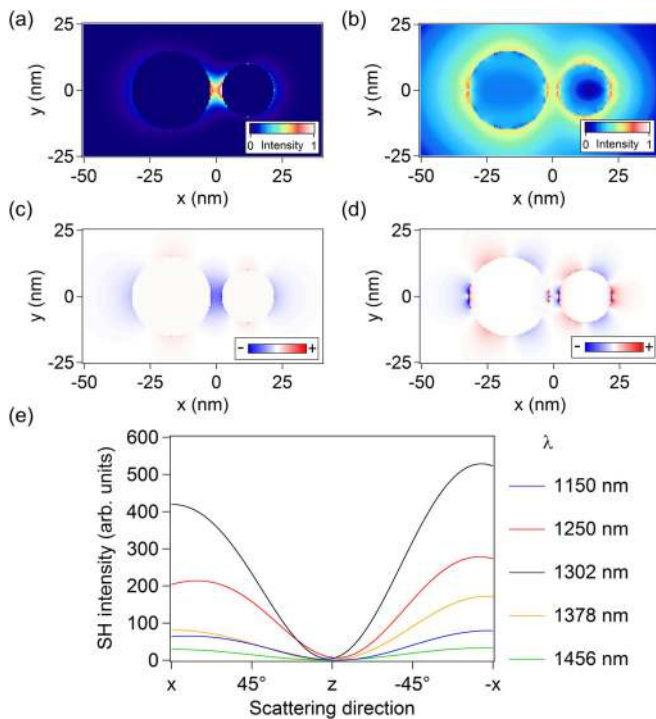 (a)
25
0
-25
y (nm)
-50
-25
0
25
x (nm)
0
Intensity
1
(b)
25
0
-25
y (nm)
-50
-25
0
25
x (nm)
0
Intensity
1
(c)
25
0
-25
y (nm)
-50
-25
0
25
x (nm)
-
+
(d)
25
0
-25
y (nm)
-50
-25
0
25
x (nm)
-
+
(e)
SH intensity (arb. units)
600
500
400
300
200
100
0
x
45°
z
-45°
-x
Scattering direction
λ
1150 nm
1250 nm
1302 nm
1378 nm
1456 nm